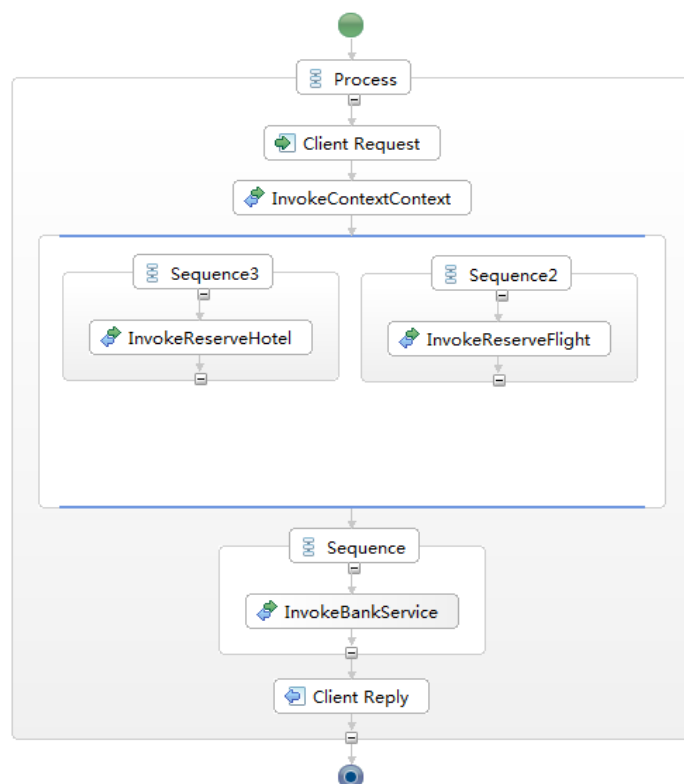 Process
Client Request
InvokeContextContext
Sequence3
Sequence2
InvokeReserveHotel
InvokeReserveFlight
Sequence
InvokeBankService
Client Reply